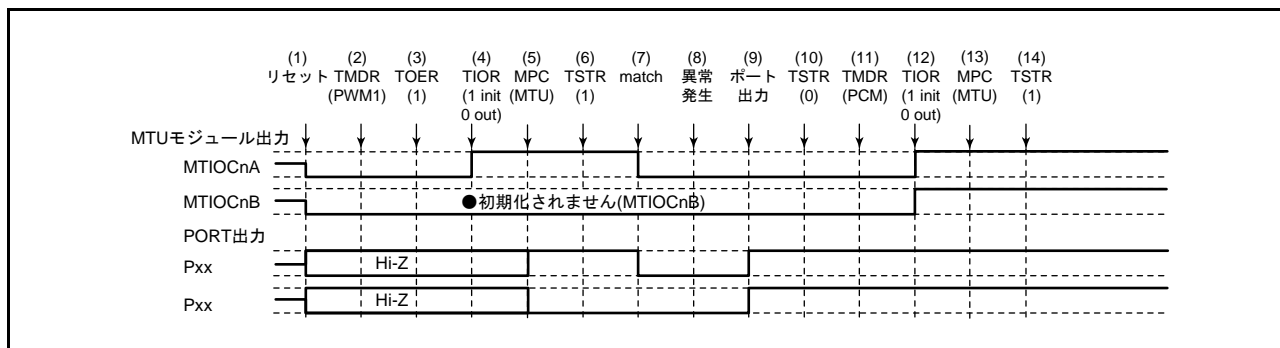 (1) (2) (3) (4) (5) (6) (7) (8) (9) (10) (11) (12) (13) (14)
リセット TMDR TOER TIOR MPC TSTR match 異常 ポート TSTR TMDR TIOR MPC TSTR
(PWM1) (1) (1 init (MTU) (1) 発生 出力 (0) (PCM) (1 init (MTU) (1)
0 out) 0 out)
MTUモジュール出力
MTIOCnA
MTIOCnB ●初期化されません(MTIOCnB)
PORT出力
Pxx Hi-Z
Pxx Hi-Z